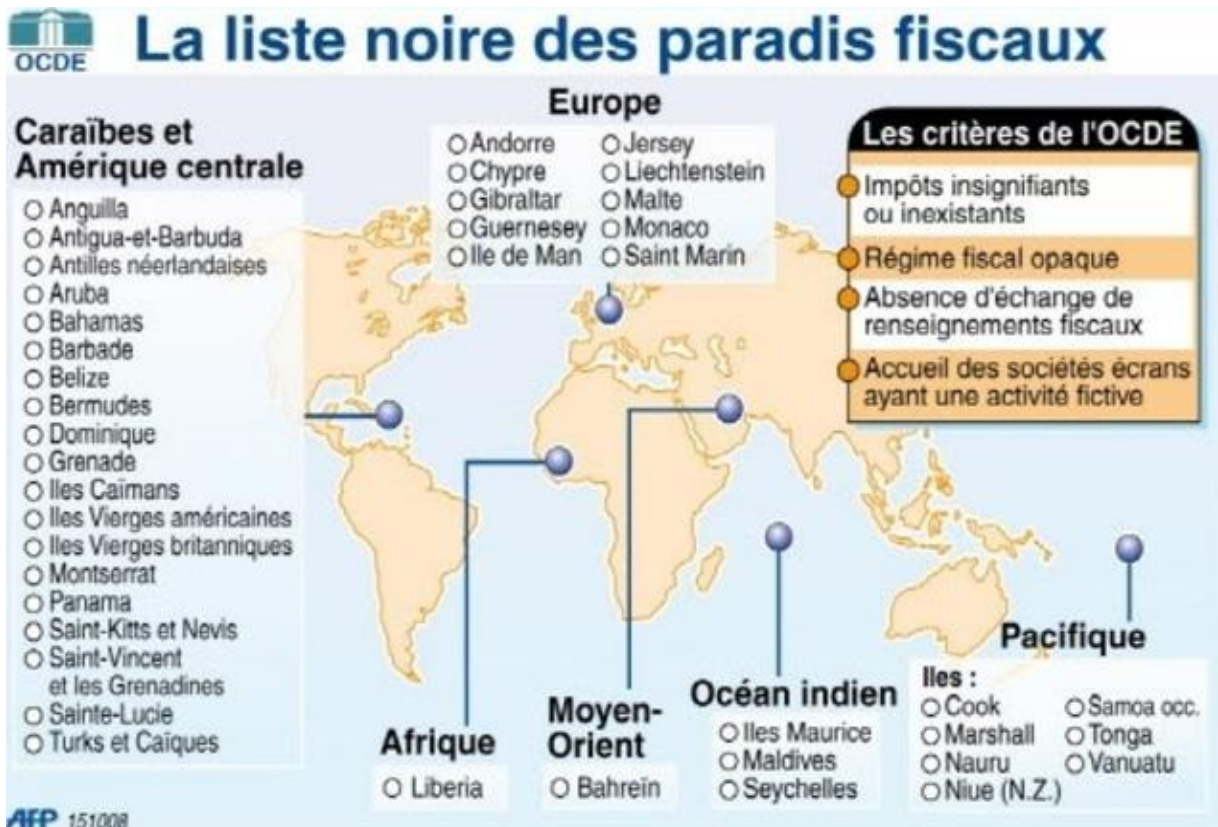 OCDE
La liste noire des paradis fiscaux
Caraïbes et
Amérique centrale
Anguilla
Antigua-et-Barbuda
Antilles néerlandaises
Aruba
Bahamas
Barbade
Belize
Bermudes
Dominique
Grenade
Iles Caïmans
Iles Vierges américaines
Iles Vierges britanniques
Montserrat
Panama
Saint-Kitts et Nevis
Saint-Vincent
et les Grenadines
Sainte-Lucie
Turks et Caïques
Europe
Andorre
Chypre
Gibraltar
Guernesey
Ile de Man
Jersey
Liechtenstein
Malte
Monaco
Saint Marin
Les critères de l'OCDE
Impôts insignifiants
ou inexistants
Régime fiscal opaque
Absence d'échange de
renseignements fiscaux
Accueil des sociétés écrans
ayant une activité fictive
Afrique
Liberia
Moyen-
Orient
Bahreïn
Océan indien
Iles Maurice
Maldives
Seychelles
Pacifique
Iles :
Cook
Marshall
Nauru
Niue (N.Z.)
Samoa occ.
Tonga
Vanuatu
AFP 151008